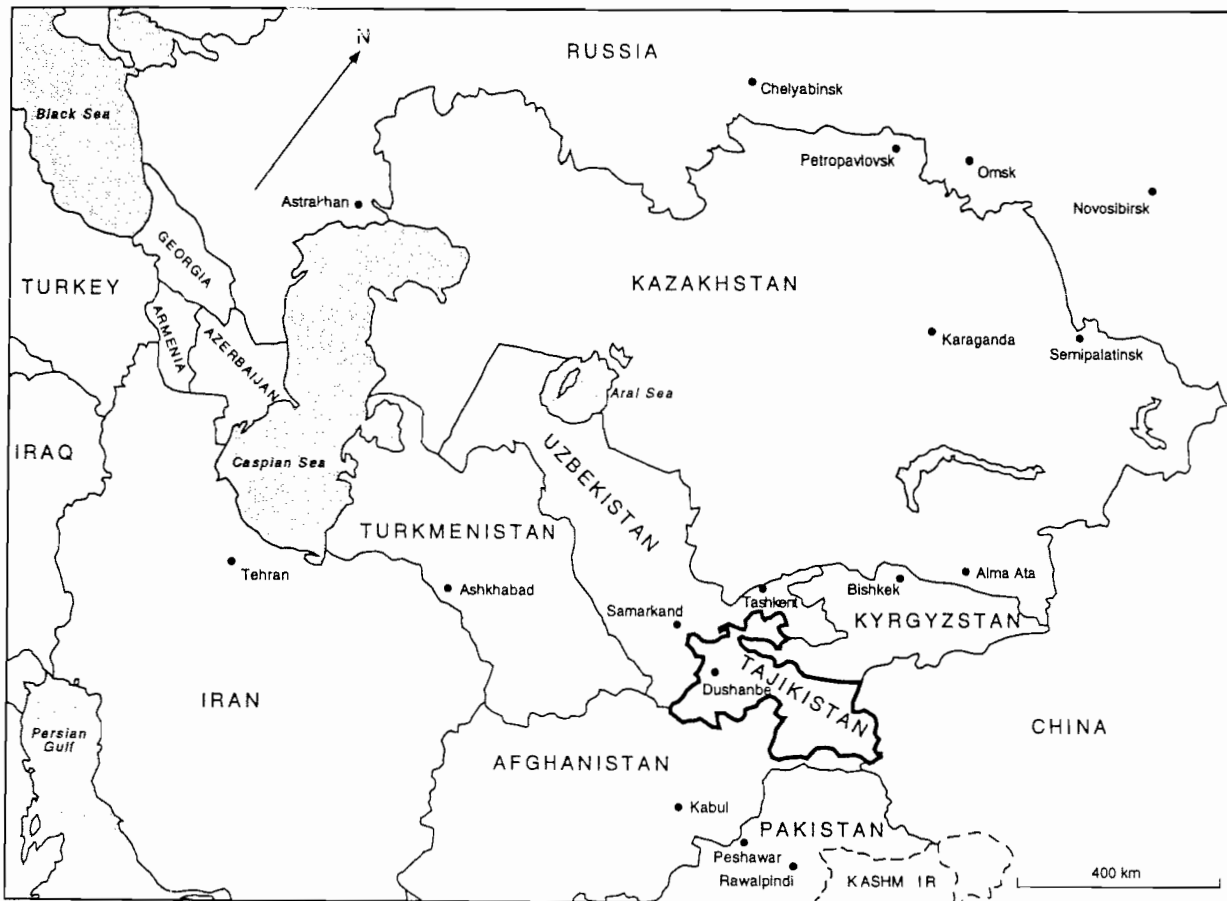 N
RUSSIA
Chelyabinsk
Black Sea
Petropavlovsk
Omsk
Novosibirsk
Astrakhan
GEORGIA
TURKEY
KAZAKHSTAN
ARMENIA
AZERBAIJAN
Karaganda
Semipalatinsk
Aral Sea
IRAQ
Caspian Sea
UZBEKISTAN
TURKMENISTAN
Tehran
Ashkhabad
Tashkent
Bishkek
Alma Ata
Samarkand
KYRGYZSTAN
Dushanbe
TAJIKISTAN
IRAN
Persian
Gulf
CHINA
AFGHANISTAN
Kabul
PAKISTAN
Peshawar
Rawalpindi
KASHMIR
400 km